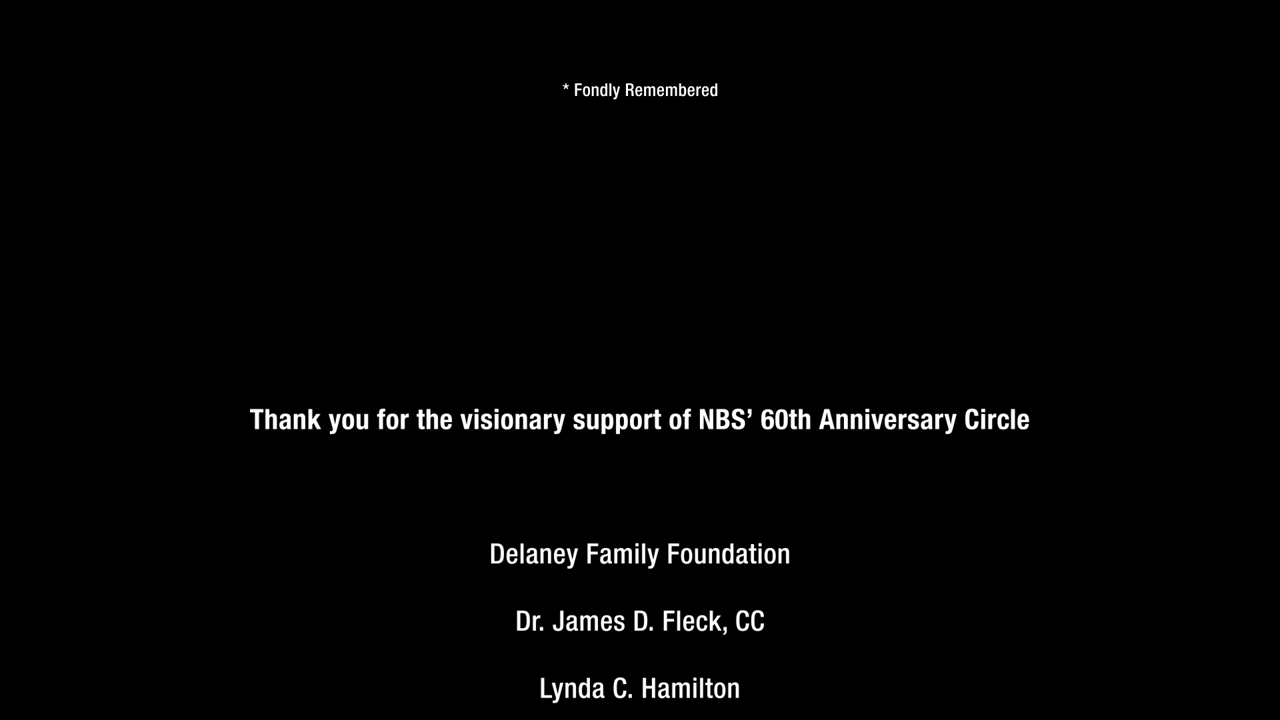 * Fondly Remembered
Thank you for the visionary support of NBS’ 60th Anniversary Circle
Delaney Family Foundation
Dr. James D. Fleck, CC
Lynda C. Hamilton